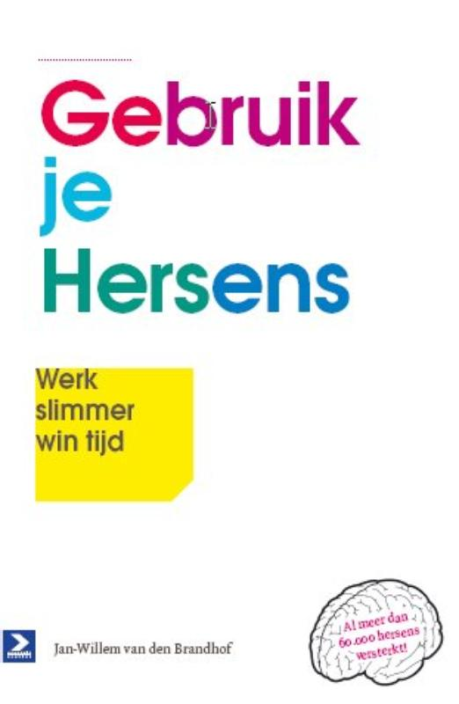 Gebruik
je
Hersens
Werk
slimmer
win tijd
Al meer dan
60.000 hersens
versterkt!
Jan-Willem van den Brandhof